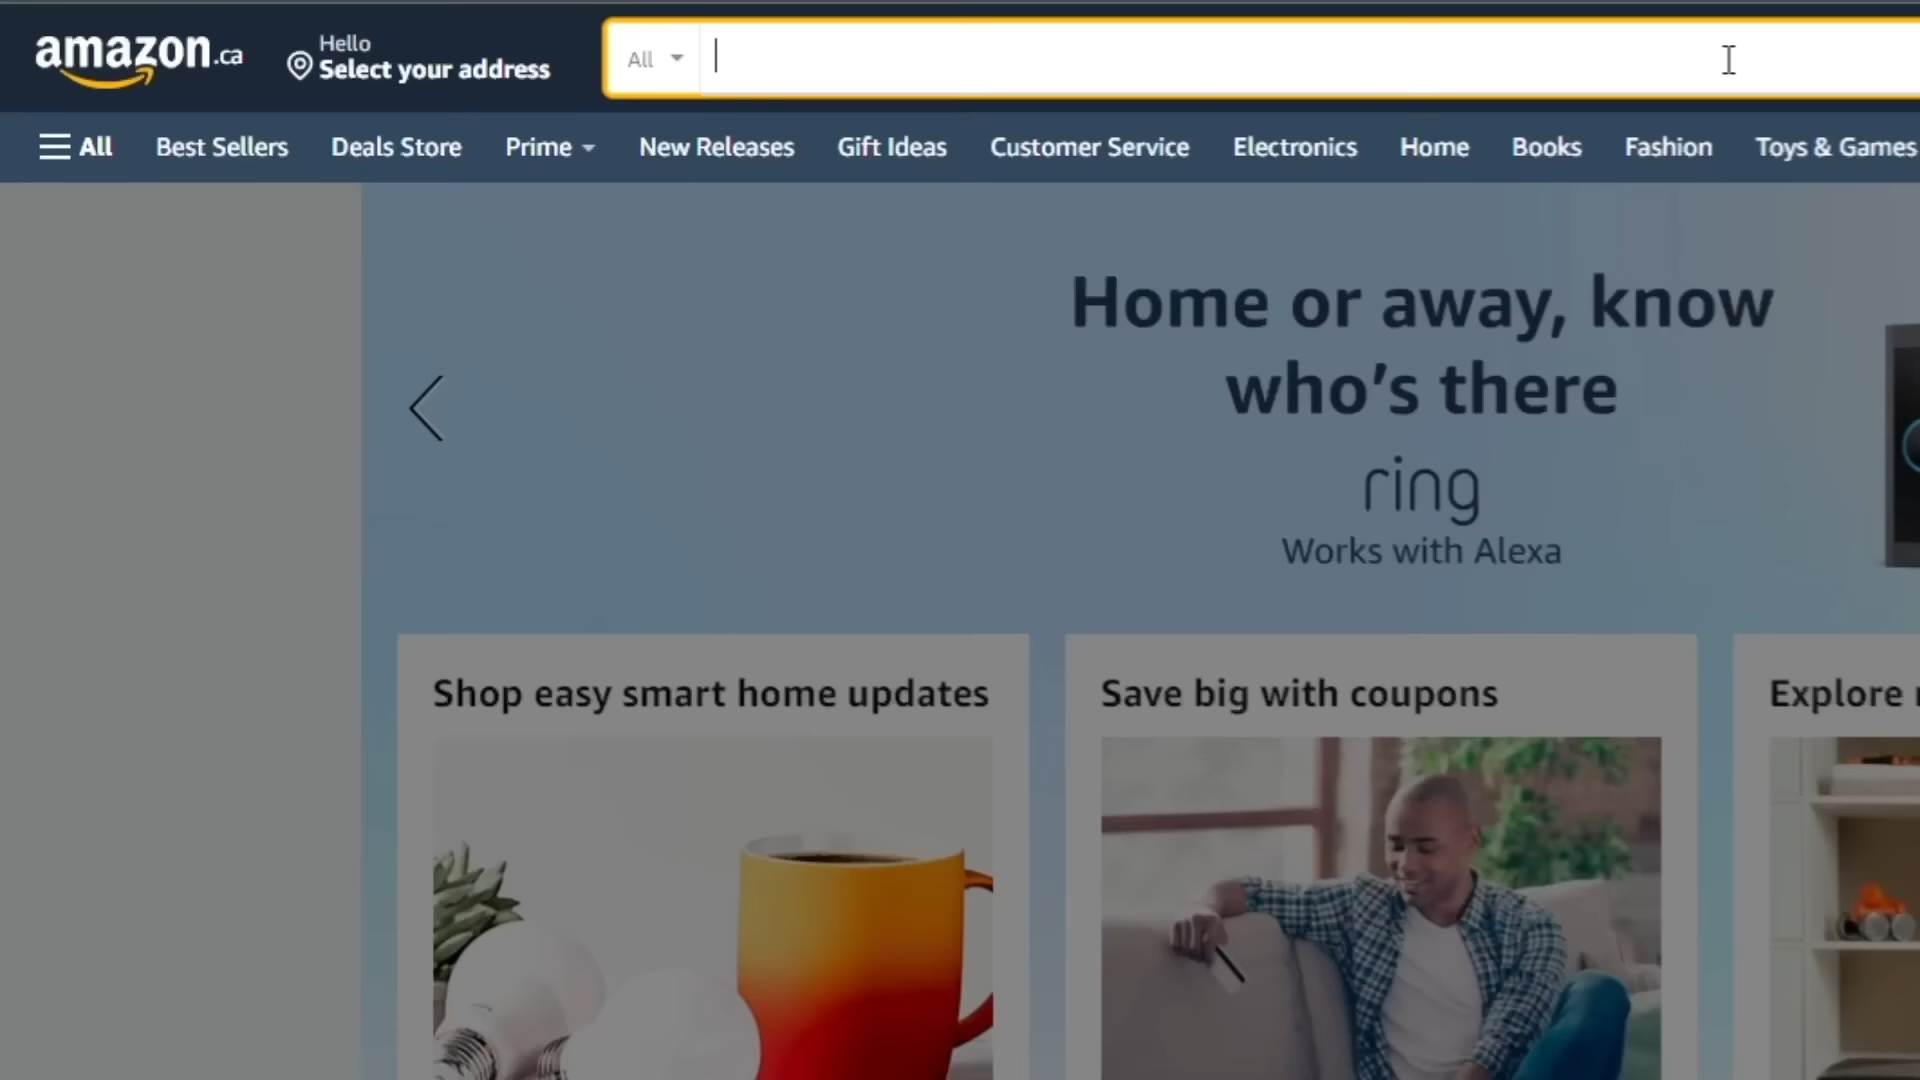 amazon.ca
Hello
Select your address
All
All
Best Sellers
Deals Store
Prime
New Releases
Gift Ideas
Customer Service
Electronics
Home
Books
Fashion
Toys & Games
Home or away, know
who's there
ring
Works with Alexa
Shop easy smart home updates
Save big with coupons
Explore